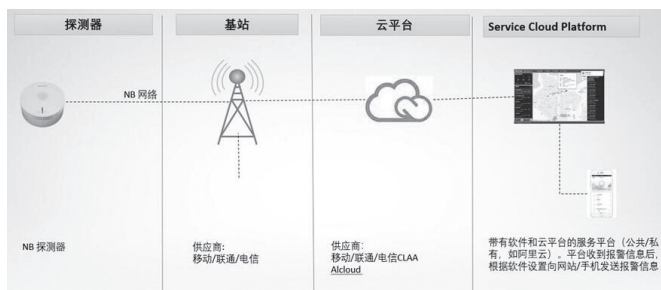 探测器
基站
云平台
Service Cloud Platform
NB 网络
NB 探测器
供应商:
移动/联通/电信
供应商:
移动/联通/电信CLAA
Alcloud
带有软件和云平台的服务平台（公共/私
有，如阿里云）。平台收到报警信息后，
根据软件设置向网站/手机发送报警信息